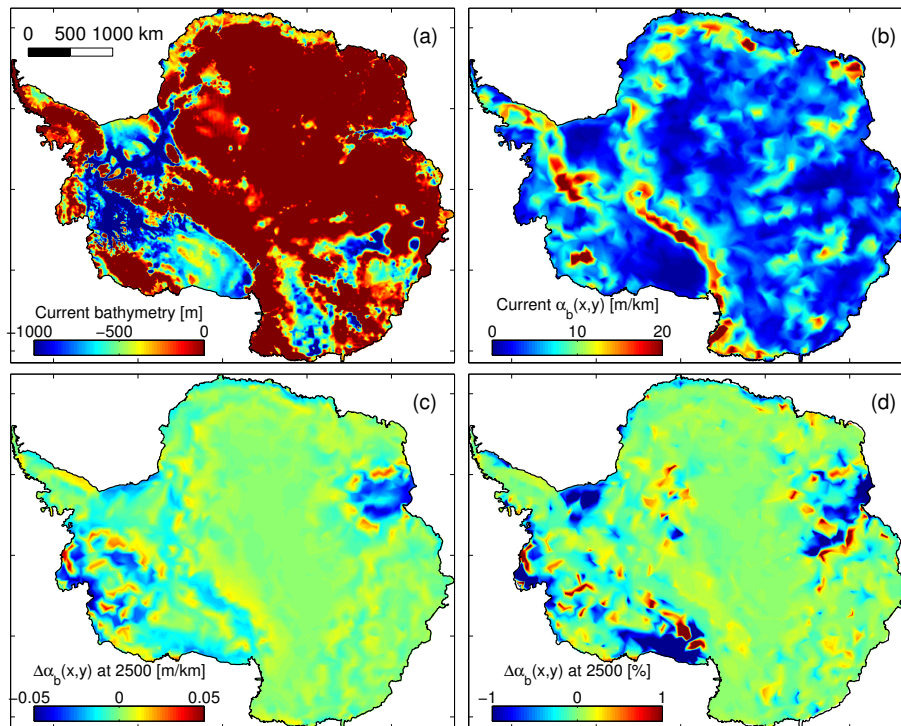 (a)
0 500 1000 km
Current bathymetry [m]
−1000 −500 0
(b)
Current α_b(x,y) [m/km]
0 10 20
(c)
Δα_b(x,y) at 2500 [m/km]
−0.05 0 0.05
(d)
Δα_b(x,y) at 2500 [%]
−1 0 1